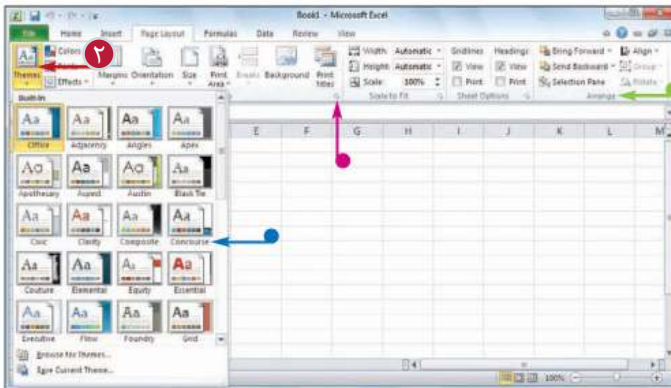 Book1 - Microsoft Excel
File Home Insert Page Layout Formulas Data Review View
Themes Colors Effects Margins Orientation Size Print Area Breaks Background Print Titles Width: Automatic Height: Automatic Scale: 100% Gridlines View Print Headings View Print Bring Forward Send Backward Selection Pane Align Group Rotate
٢
Scale to Fit Sheet Options Arrange
Built-In
E F G H I J K L M
Office Adjacency Angles Apex
Apothecary Aspect Austin Black Tie
Civic Clarity Composite Concourse
Couture Elemental Equity Essential
Executive Flow Foundry Grid
Browse for Themes...
Save Current Theme...
100%